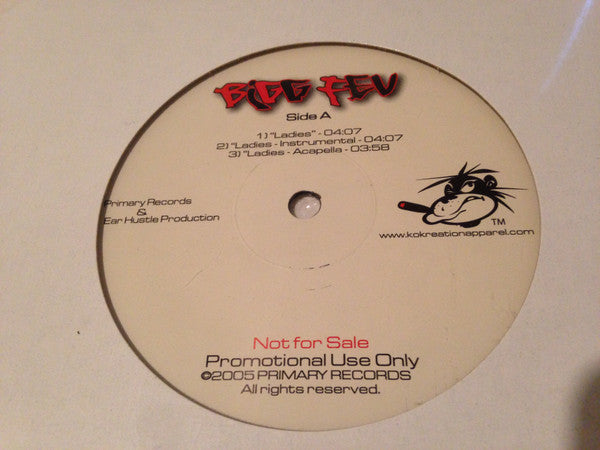 BIGG FEV
Side A
1) "Ladies" - 04:07
2) "Ladies - Instrumental - 04:07
3) "Ladies - Acapella - 03:58
Primary Records
&
Ear Hustle Production
TM
www.kokreationapparel.com
Not for Sale
Promotional Use Only
©2005 PRIMARY RECORDS
All rights reserved.